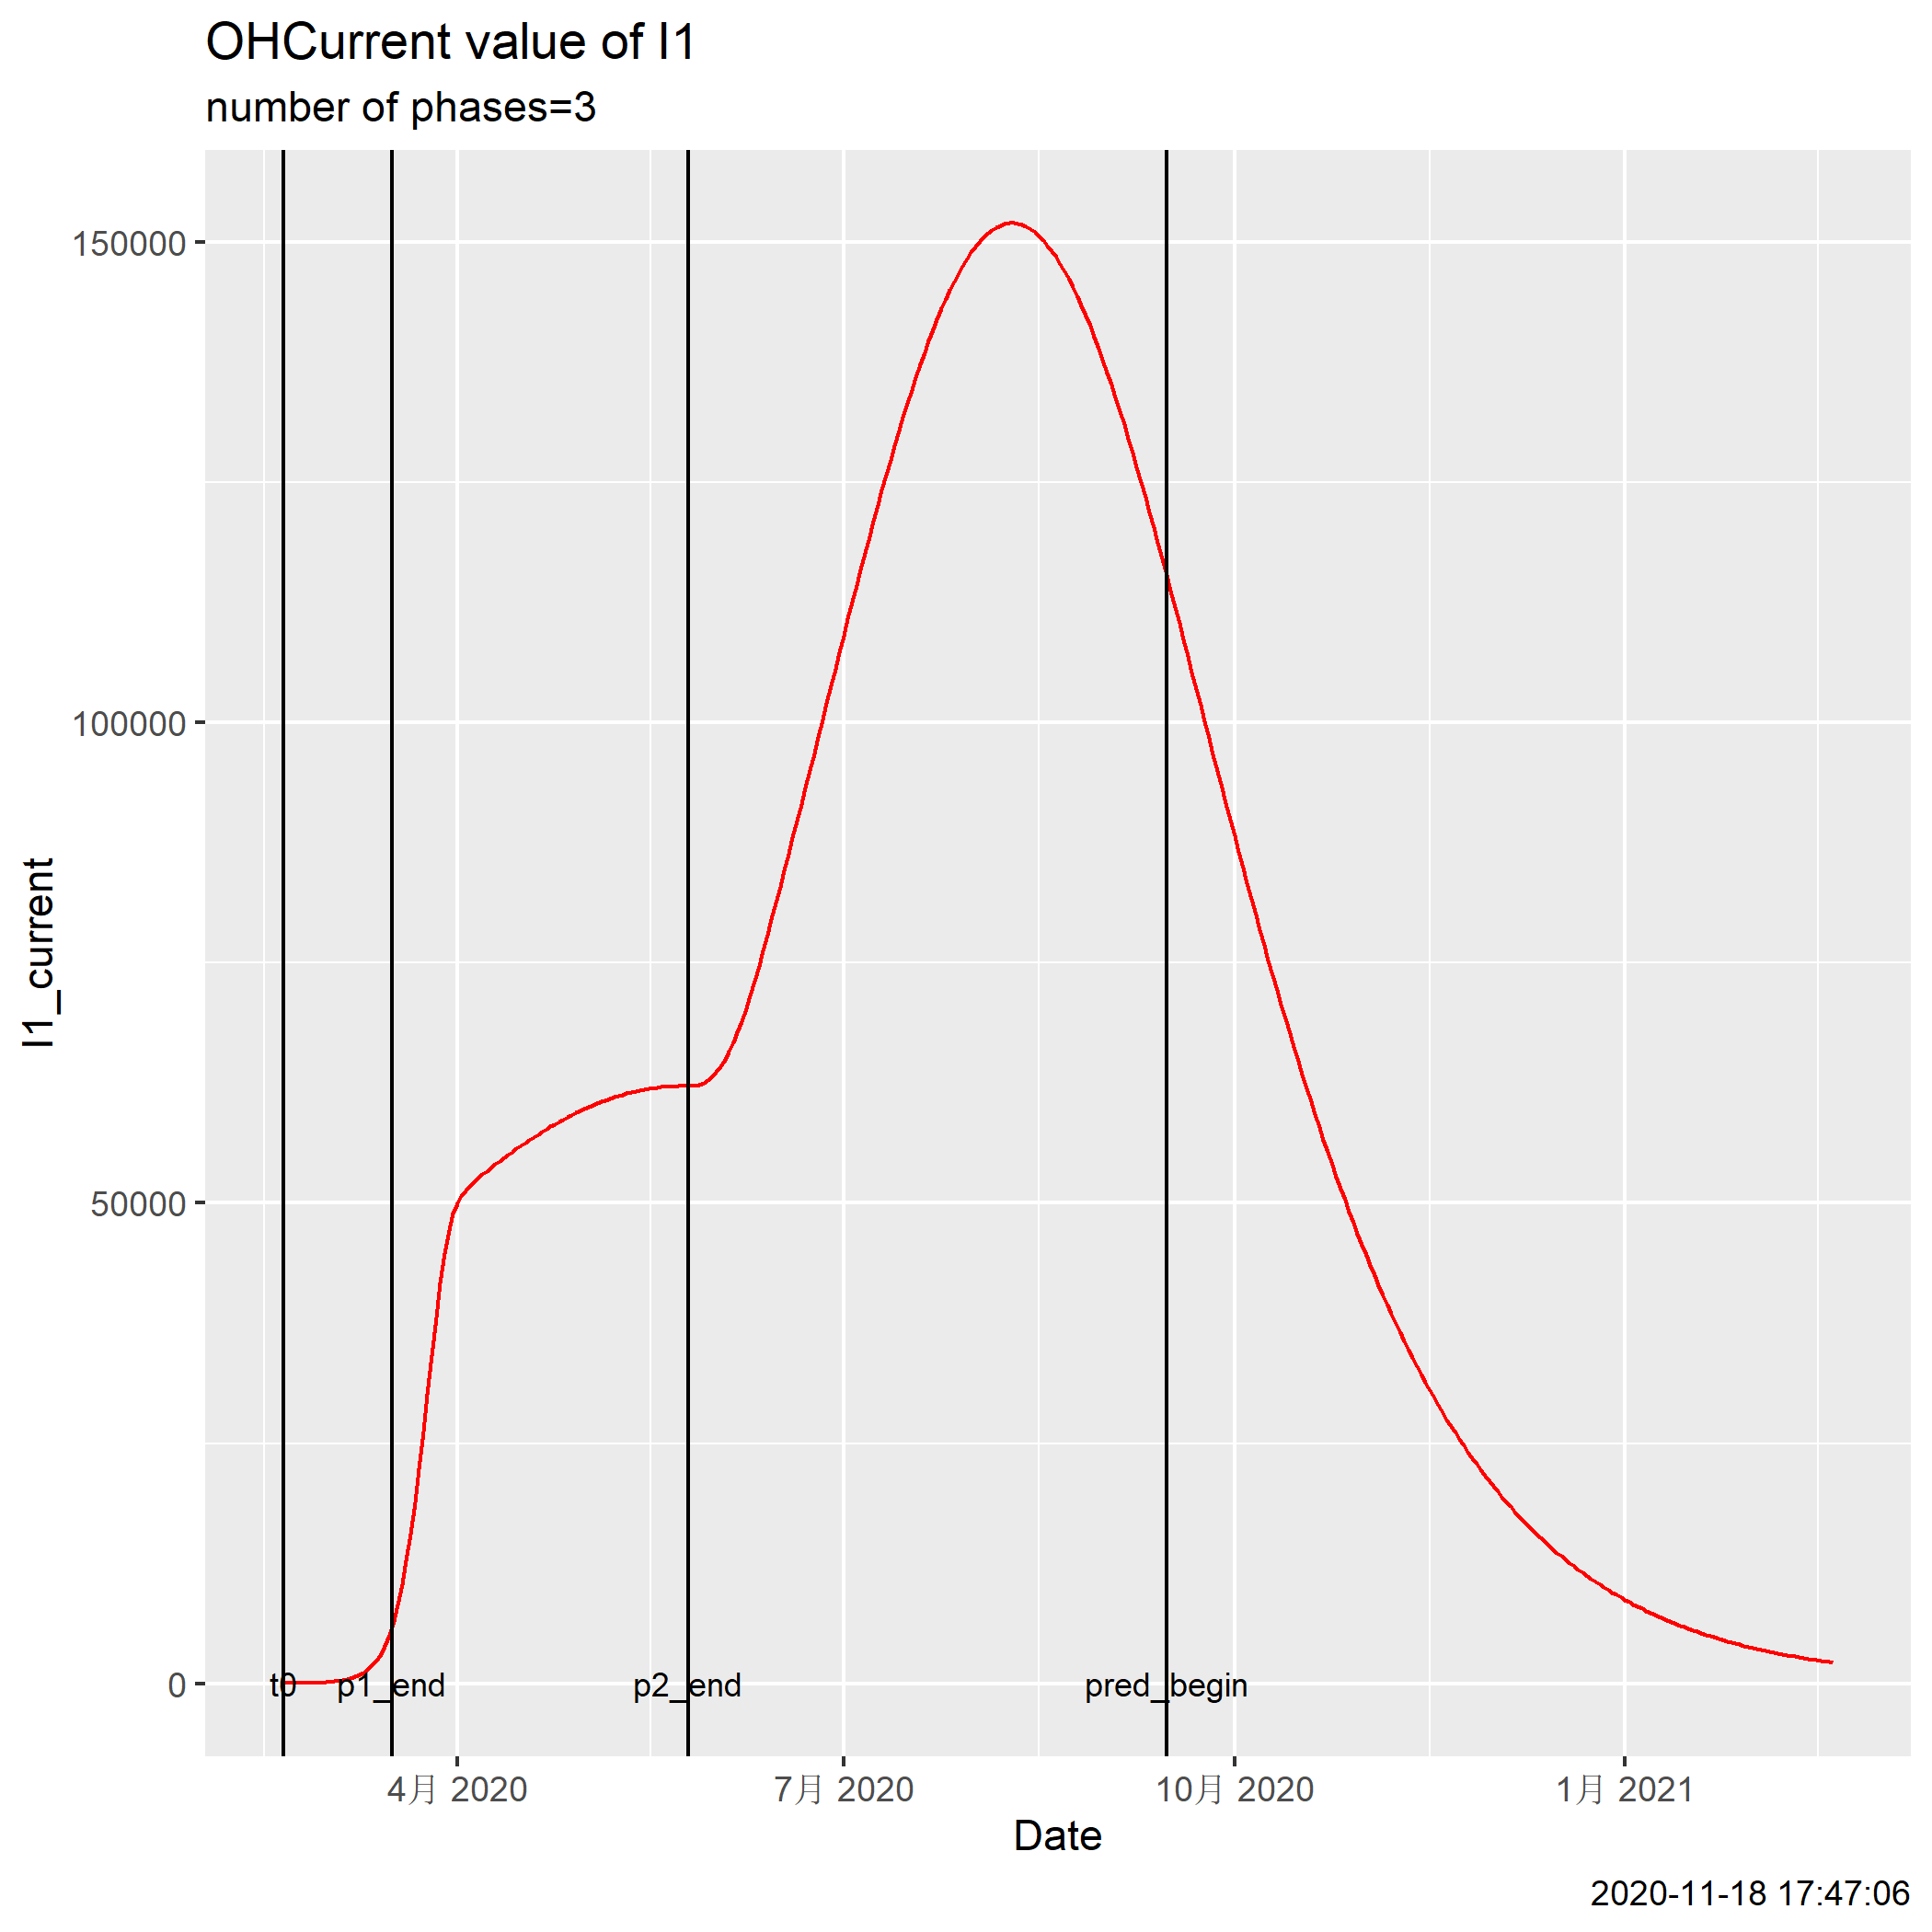 OHCurrent value of I1
number of phases=3
150000
100000
50000
0
I1_current
t0
p1_end
p2_end
pred_begin
4月 2020
7月 2020
10月 2020
1月 2021
Date
2020-11-18 17:47:06